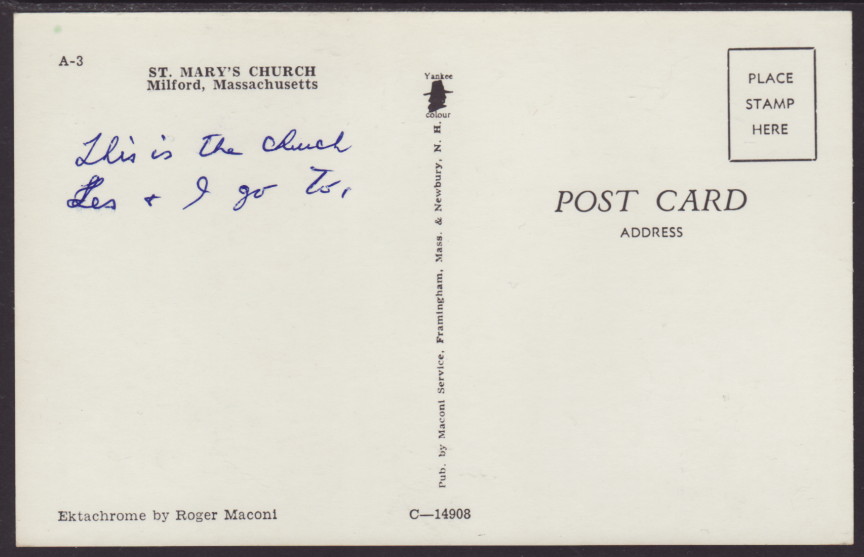 A-3
ST. MARY'S CHURCH
Milford, Massachusetts
This is the church
Les + I go to.
Ektachrome by Roger Maconi
Yankee
colour
Pub. by Maconi Service, Framingham, Mass. & Newbury, N. H.
C—14908
PLACE
STAMP
HERE
POST CARD
ADDRESS